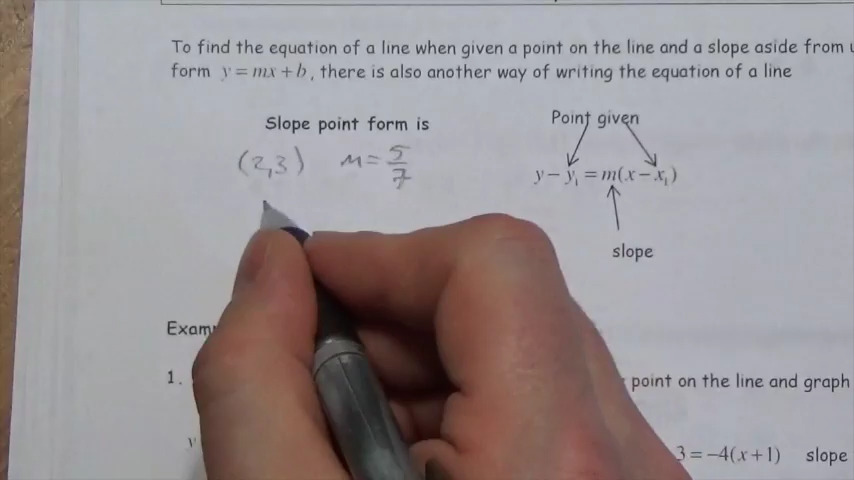 To find the equation of a line when given a point on the line and a slope aside from
form y = mx + b, there is also another way of writing the equation of a line
Slope point form is
Point given
(2,3) m = 5/7
y − y₁ = m(x − x₁)
slope
1. point on the line and graph
y 3 = −4(x + 1) slope